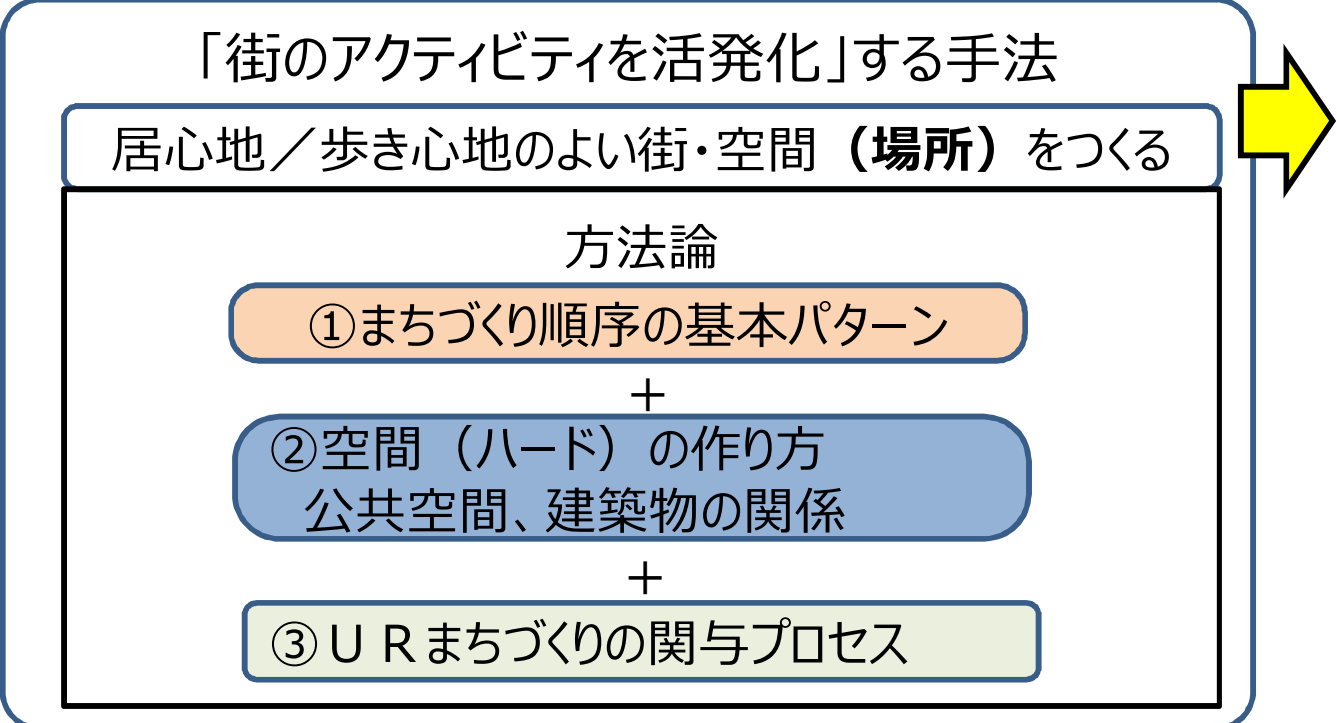 「街のアクティビティを活発化」する手法
居心地／歩き心地のよい街・空間（場所）をつくる
方法論
①まちづくり順序の基本パターン
＋
②空間（ハード）の作り方
公共空間、建築物の関係
＋
③ＵＲまちづくりの関与プロセス